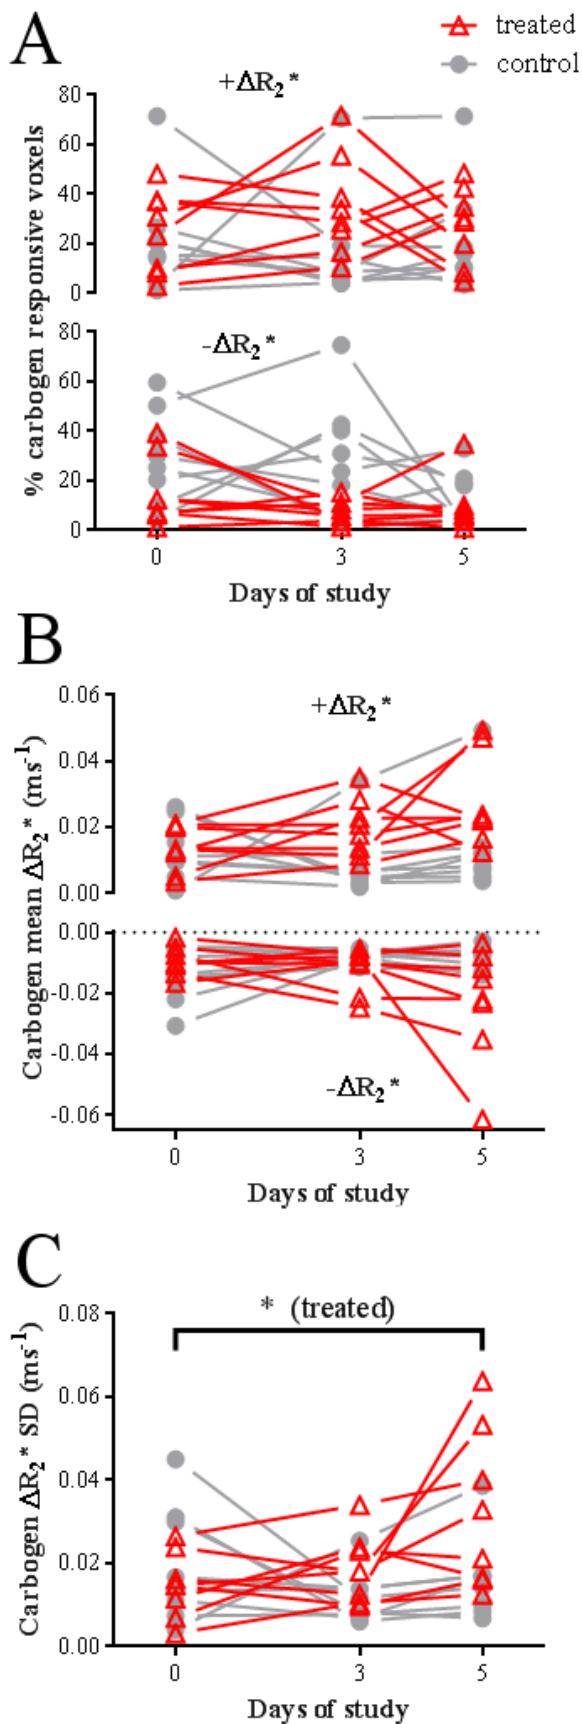 A
treated
control
+ΔR₂*
80
60
40
20
0
-ΔR₂*
80
60
40
20
0
% carbogen responsive voxels
0 3 5
Days of study
B
+ΔR₂*
0.06
0.04
0.02
0.00
0.00
-0.02
-0.04
-0.06
Carbogen mean ΔR₂* (ms⁻¹)
-ΔR₂*
0 3 5
Days of study
C
* (treated)
0.08
0.06
0.04
0.02
0.00
Carbogen ΔR₂* SD (ms⁻¹)
0 3 5
Days of study